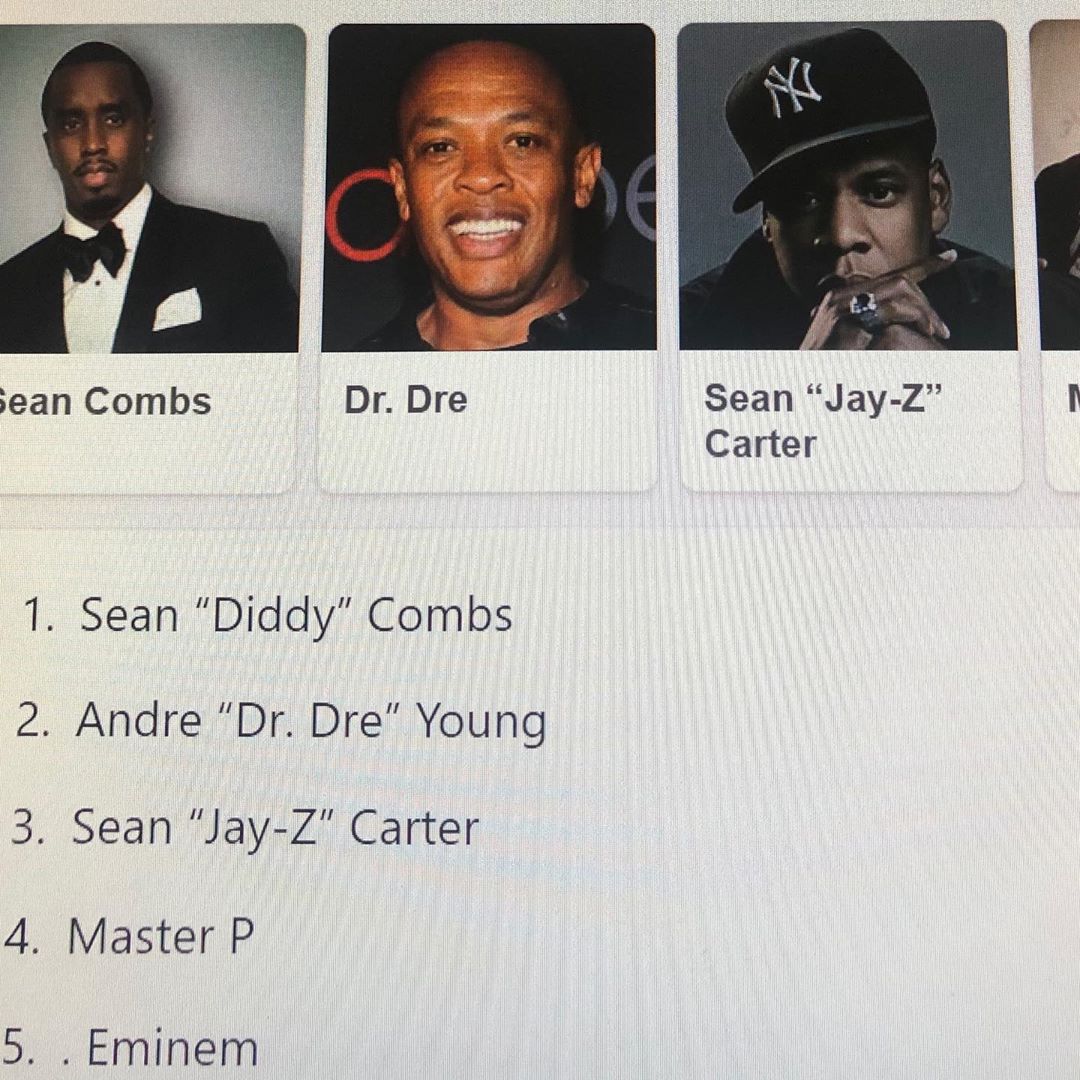 NY
Sean Combs
Dr. Dre
Sean “Jay-Z”
Carter
1. Sean “Diddy” Combs
2. Andre “Dr. Dre” Young
3. Sean “Jay-Z” Carter
4. Master P
5. . Eminem